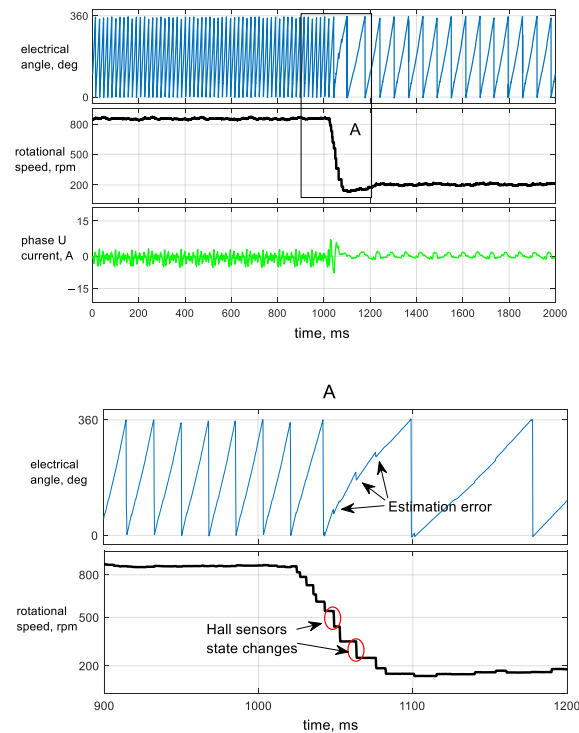 360
electrical
angle, deg
0
A
800
rotational
speed, rpm
500
200
15
phase U
current, A
0
−15
0 200 400 600 800 1000 1200 1400 1600 1800 2000
time, ms
A
360
electrical
angle, deg
Estimation error
0
800
rotational
speed, rpm
500
Hall sensors
state changes
200
900 1000 1100 1200
time, ms